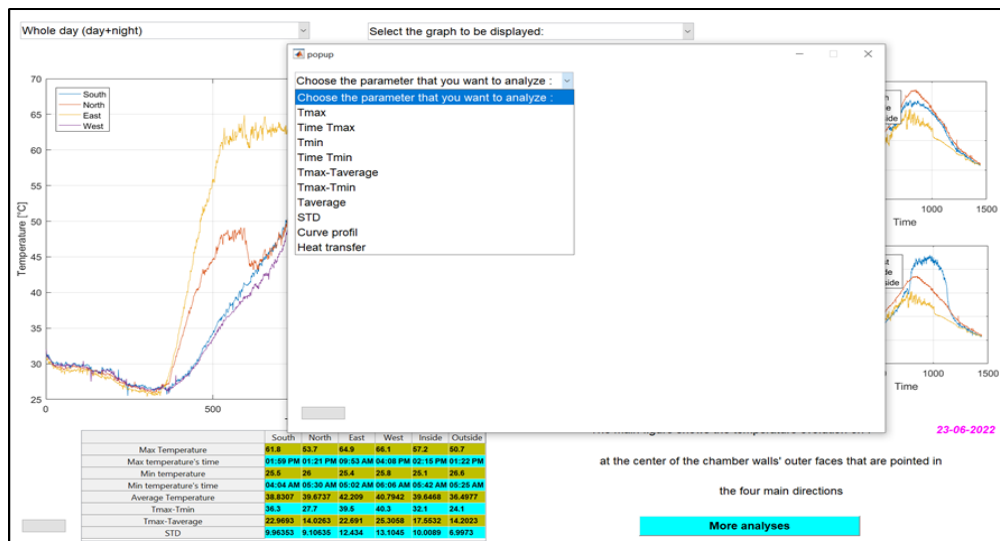 Whole day (day+night)
Select the graph to be displayed:
popup
Choose the parameter that you want to analyze :
Choose the parameter that you want to analyze :
Tmax
Time Tmax
Tmin
Time Tmin
Tmax-Taverage
Tmax-Tmin
Taverage
STD
Curve profil
Heat transfer
70
65
60
55
50
45
40
35
30
25
Temperature [°C]
South
North
East
West
0
500
1000
1500
Time
1000
1500
Time
South North East West Inside Outside
Max Temperature 61.8 53.7 64.9 66.1 57.2 50.7
Max temperature's time 01:59 PM 01:21 PM 09:53 AM 04:08 PM 02:15 PM 01:22 PM
Min temperature 25.5 26 25.4 25.8 25.1 26.6
Min temperature's time 04:04 AM 05:30 AM 05:02 AM 06:06 AM 05:42 AM 05:25 AM
Average Temperature 38.8307 39.6737 42.209 40.7942 39.6468 36.4977
Tmax-Tmin 36.3 27.7 39.5 40.3 32.1 24.1
Tmax-Taverage 22.9693 14.0263 22.691 25.3058 17.5532 14.2023
STD 9.96353 9.10635 12.434 13.1045 10.0089 6.9973
23-06-2022
at the center of the chamber walls' outer faces that are pointed in
the four main directions
More analyses